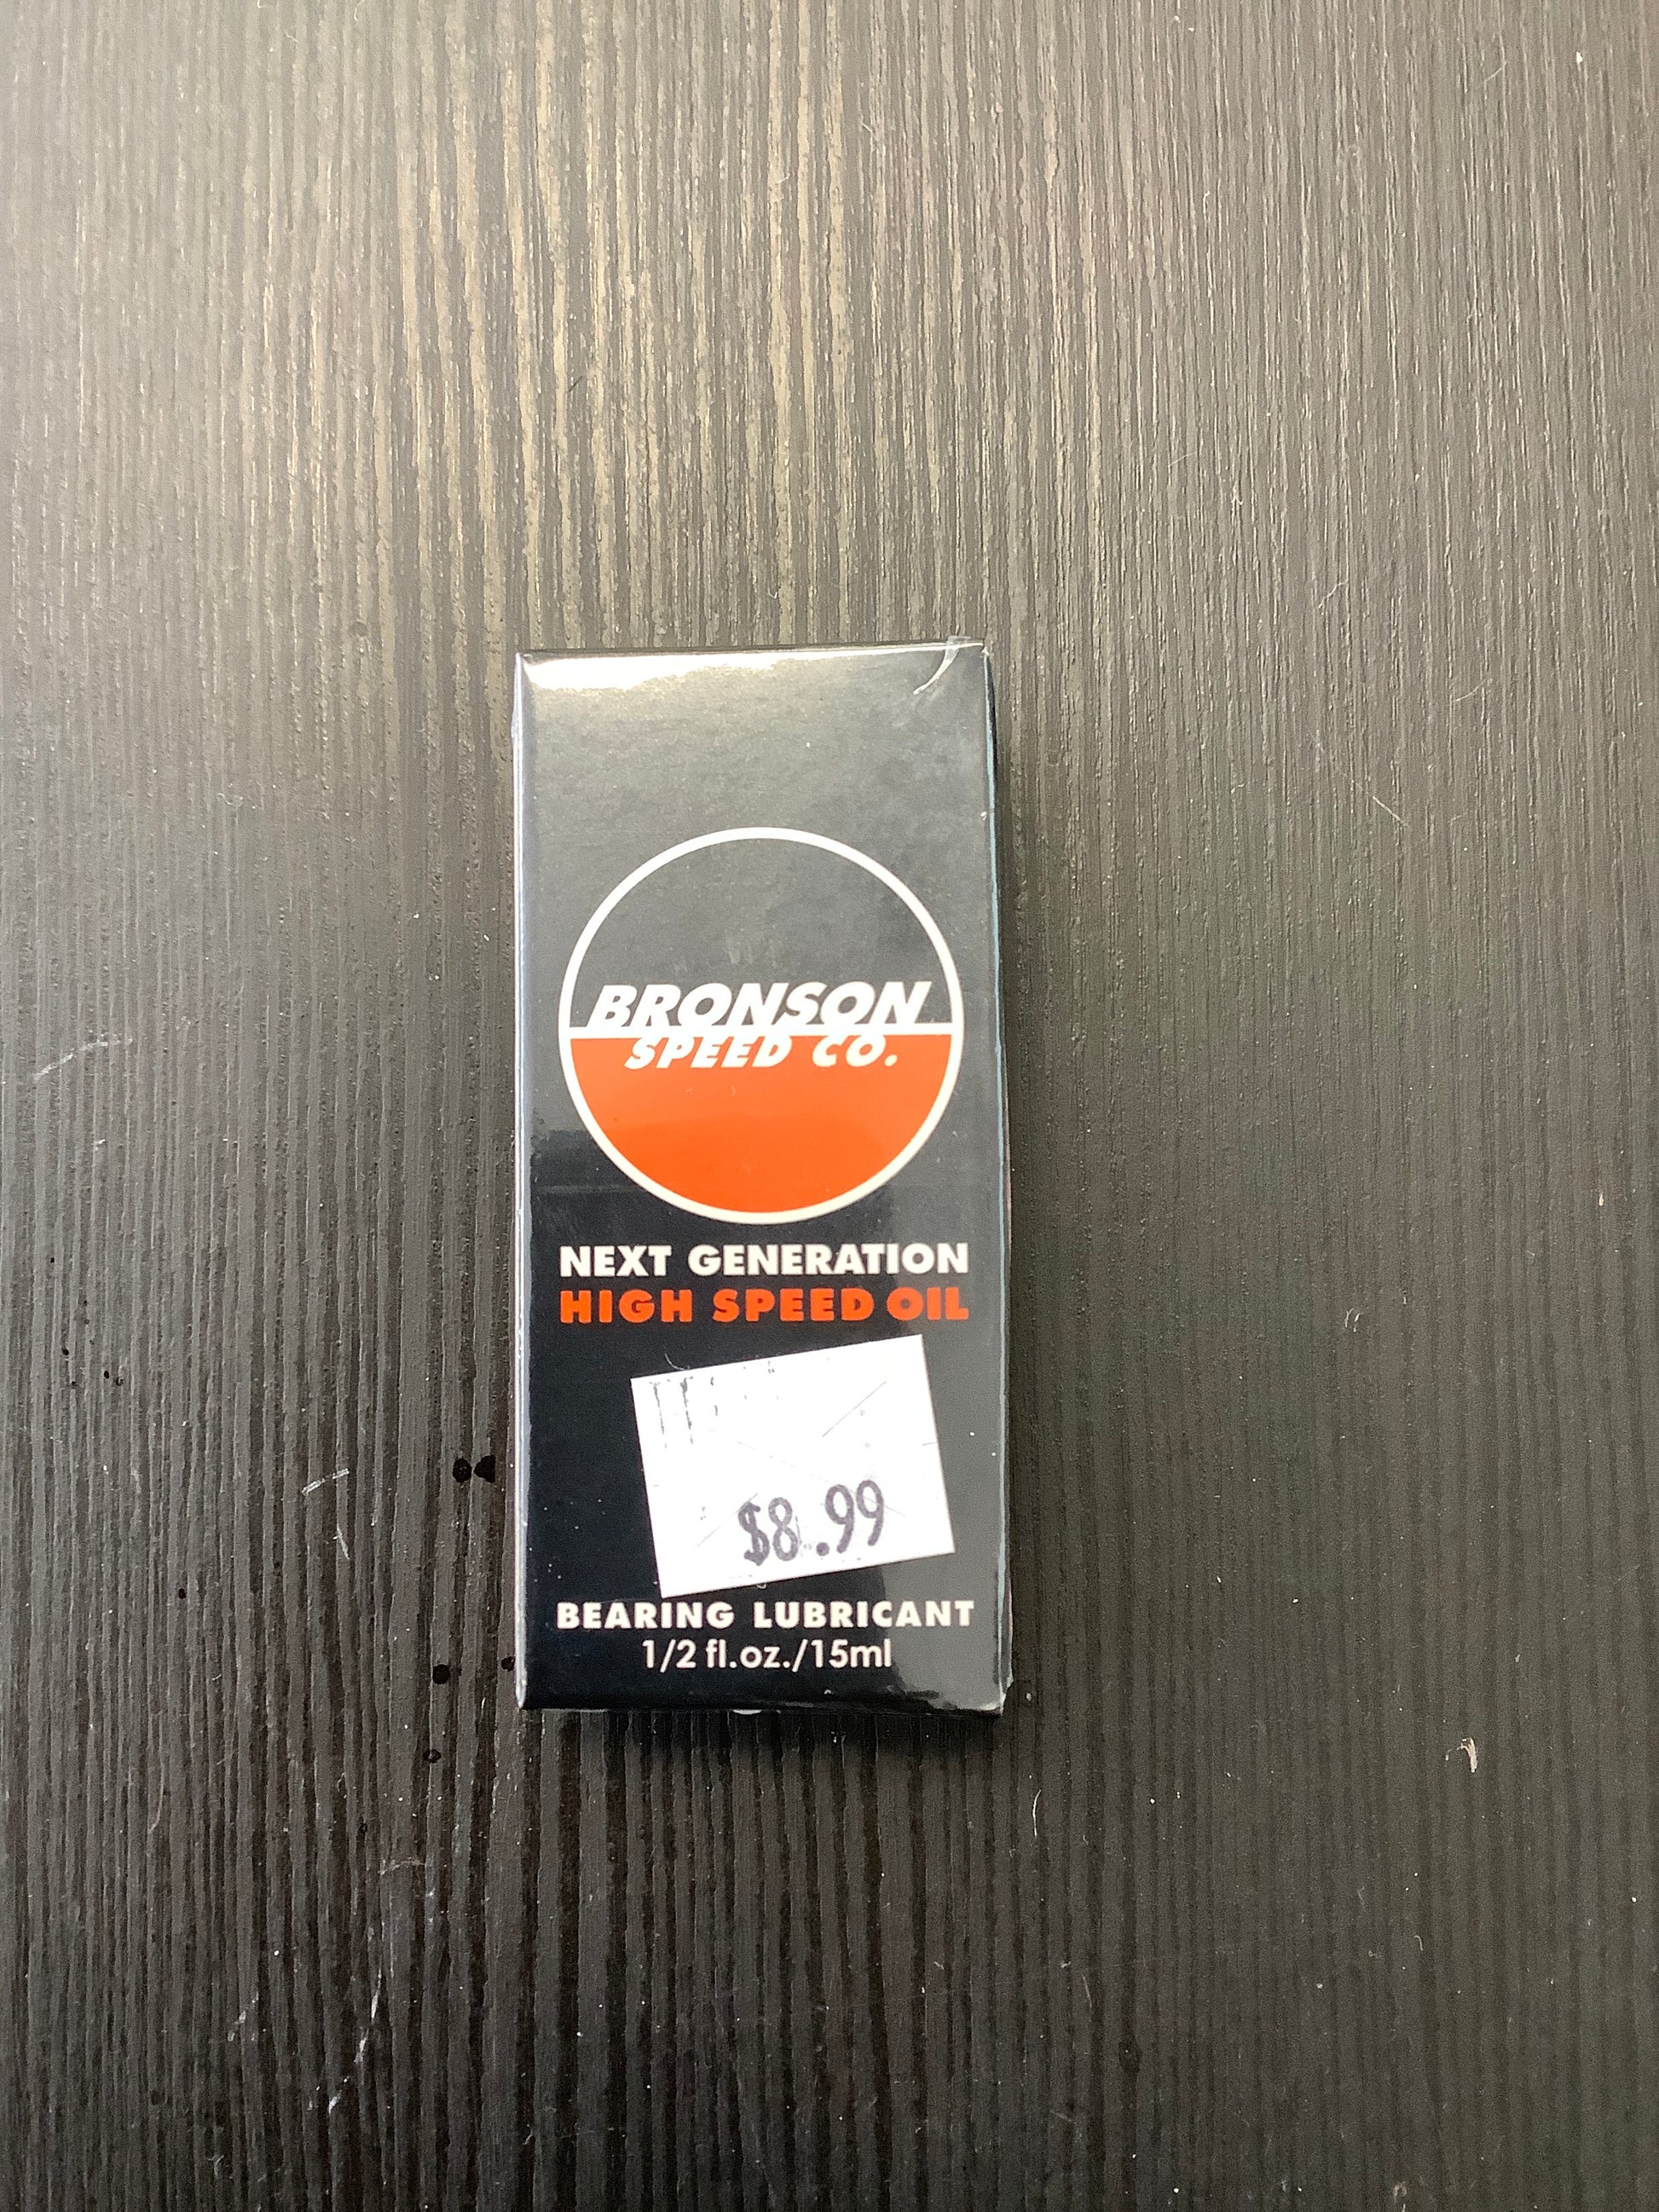 BRONSON
SPEED CO.
NEXT GENERATION
HIGH SPEED OIL
$8.99
BEARING LUBRICANT
1/2 fl.oz./15ml